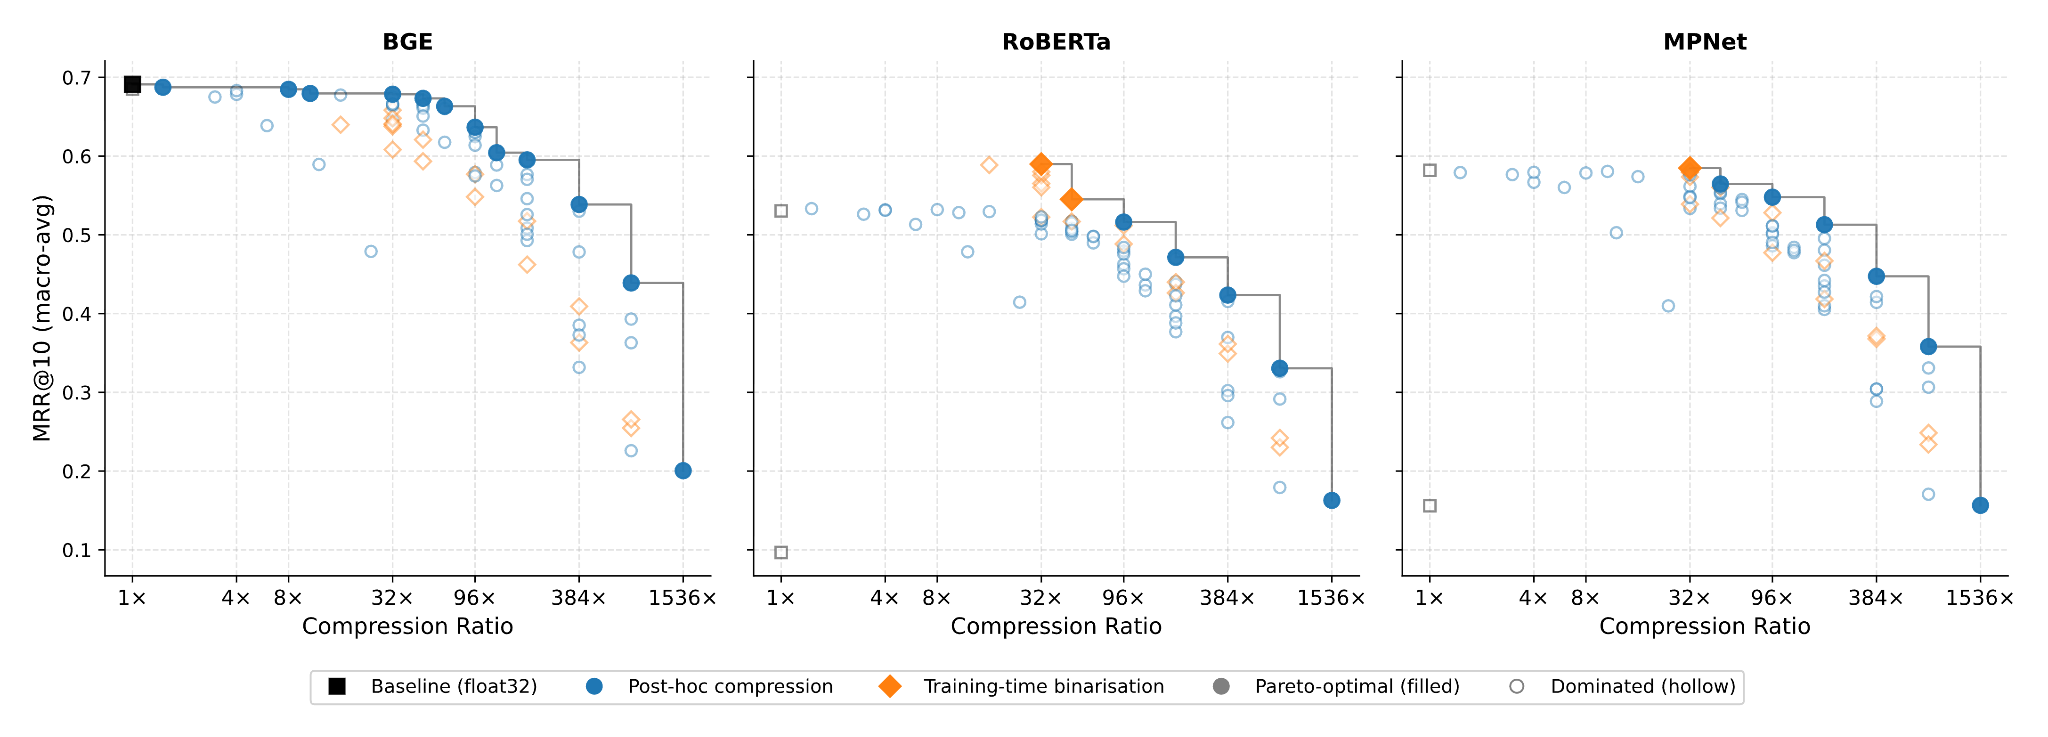 BGE RoBERTa MPNet
MRR@10 (macro-avg)
0.7
0.6
0.5
0.4
0.3
0.2
0.1
1× 4× 8× 32× 96× 384× 1536× 1× 4× 8× 32× 96× 384× 1536× 1× 4× 8× 32× 96× 384× 1536×
Compression Ratio Compression Ratio Compression Ratio
Baseline (float32) Post-hoc compression Training-time binarisation Pareto-optimal (filled) Dominated (hollow)